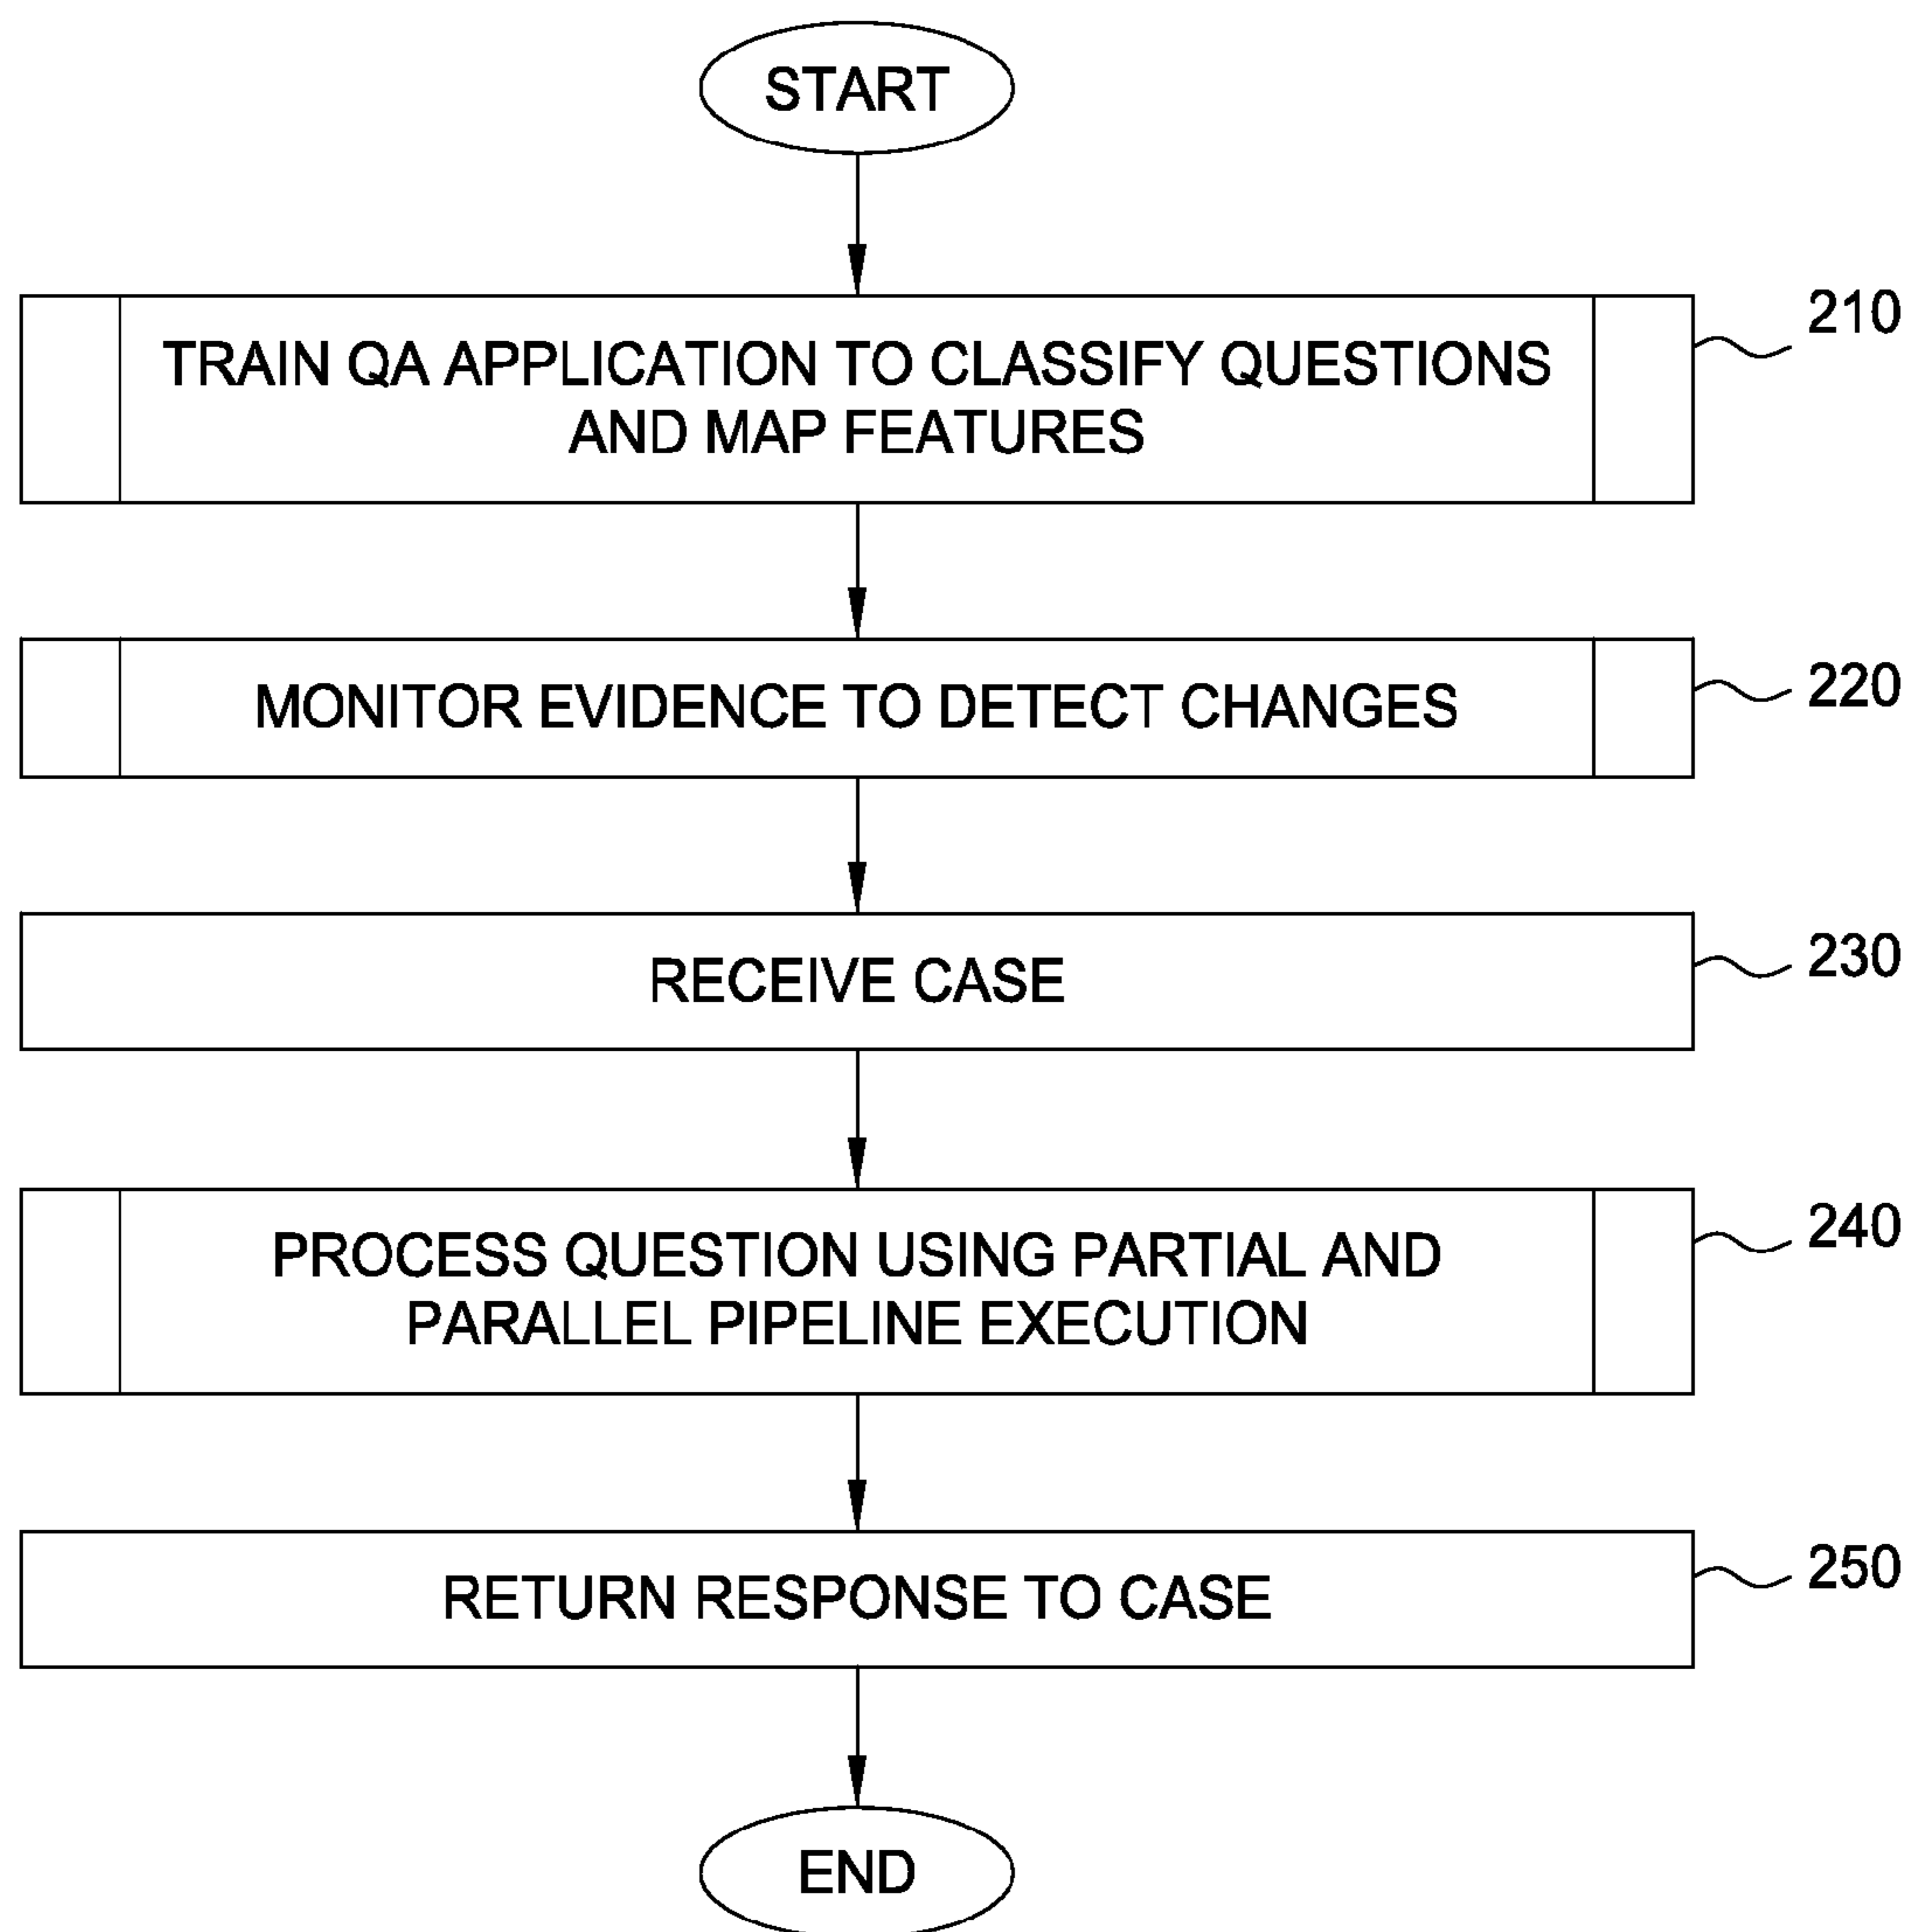 START
210
TRAIN QA APPLICATION TO CLASSIFY QUESTIONS
AND MAP FEATURES
220
MONITOR EVIDENCE TO DETECT CHANGES
230
RECEIVE CASE
240
PROCESS QUESTION USING PARTIAL AND
PARALLEL PIPELINE EXECUTION
250
RETURN RESPONSE TO CASE
END